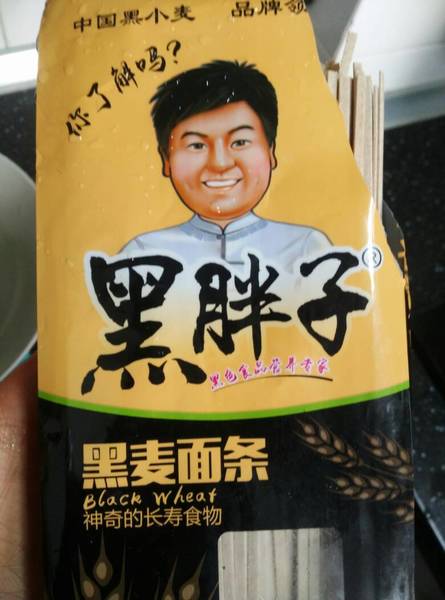 中国黑小麦 品牌领
你了解吗?
黑胖子®
黑色食品营养专家
黑麦面条
Black Wheat
神奇的长寿食物